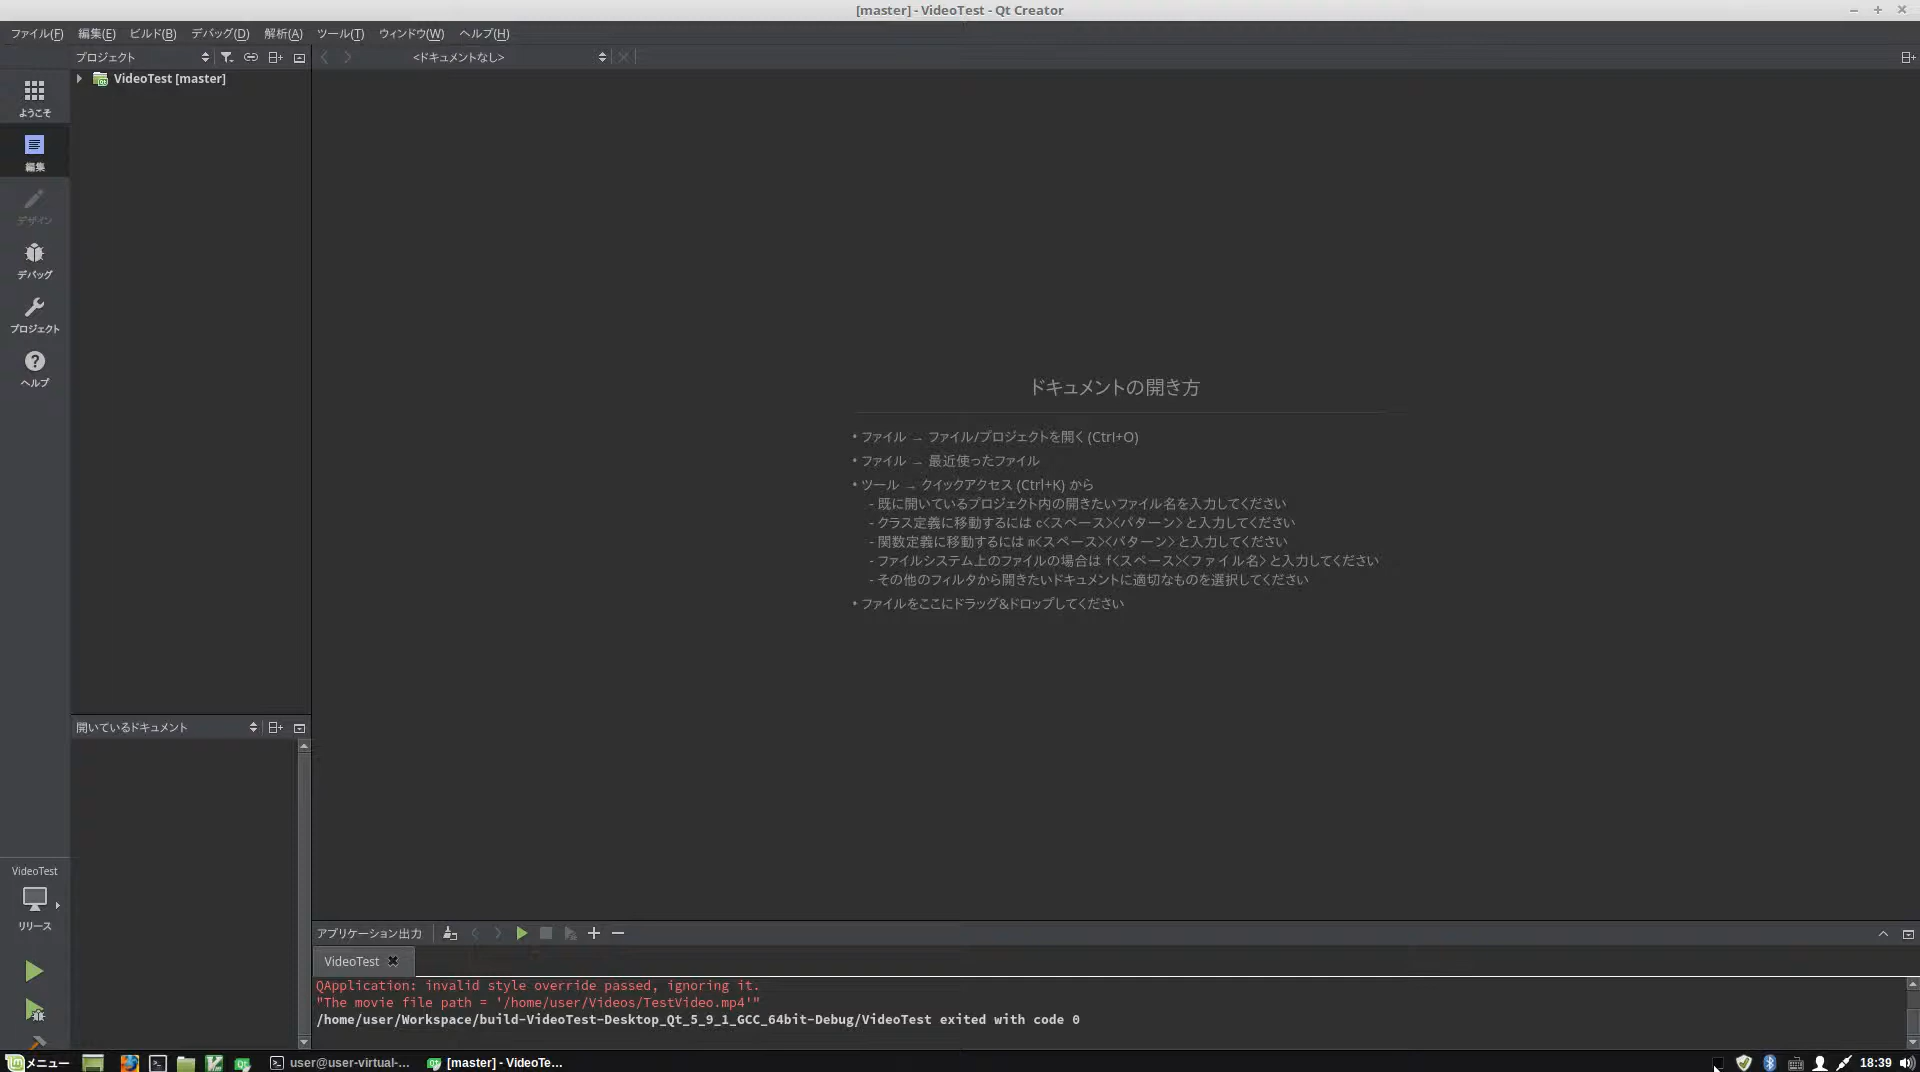 [master] - VideoTest - Qt Creator
ファイル(F) 編集(E) ビルド(B) デバッグ(D) 解析(A) ツール(T) ウィンドウ(W) ヘルプ(H)
プロジェクト <ドキュメントなし>
VideoTest [master]
ようこそ
編集
デザイン
デバッグ
プロジェクト
ヘルプ
ドキュメントの開き方
• ファイル → ファイル/プロジェクトを開く (Ctrl+O)
• ファイル → 最近使ったファイル
• ツール → クイックアクセス (Ctrl+K) から
- 既に開いているプロジェクト内の開きたいファイル名を入力してください
- クラス定義に移動するには c<スペース><パターン> と入力してください
- 関数定義に移動するには m<スペース><パターン> と入力してください
- ファイルシステム上のファイルの場合は f<スペース><ファイル名> と入力してください
- その他のフィルタから開きたいドキュメントに適切なものを選択してください
• ファイルをここにドラッグ&ドロップしてください
開いているドキュメント
VideoTest
リリース
アプリケーション出力
VideoTest
QApplication: invalid style override passed, ignoring it.
"The movie file path = '/home/user/Videos/TestVideo.mp4'"
/home/user/Workspace/build-VideoTest-Desktop_Qt_5_9_1_GCC_64bit-Debug/VideoTest exited with code 0
メニュー user@user-virtual-... [master] - VideoTe... 18:39